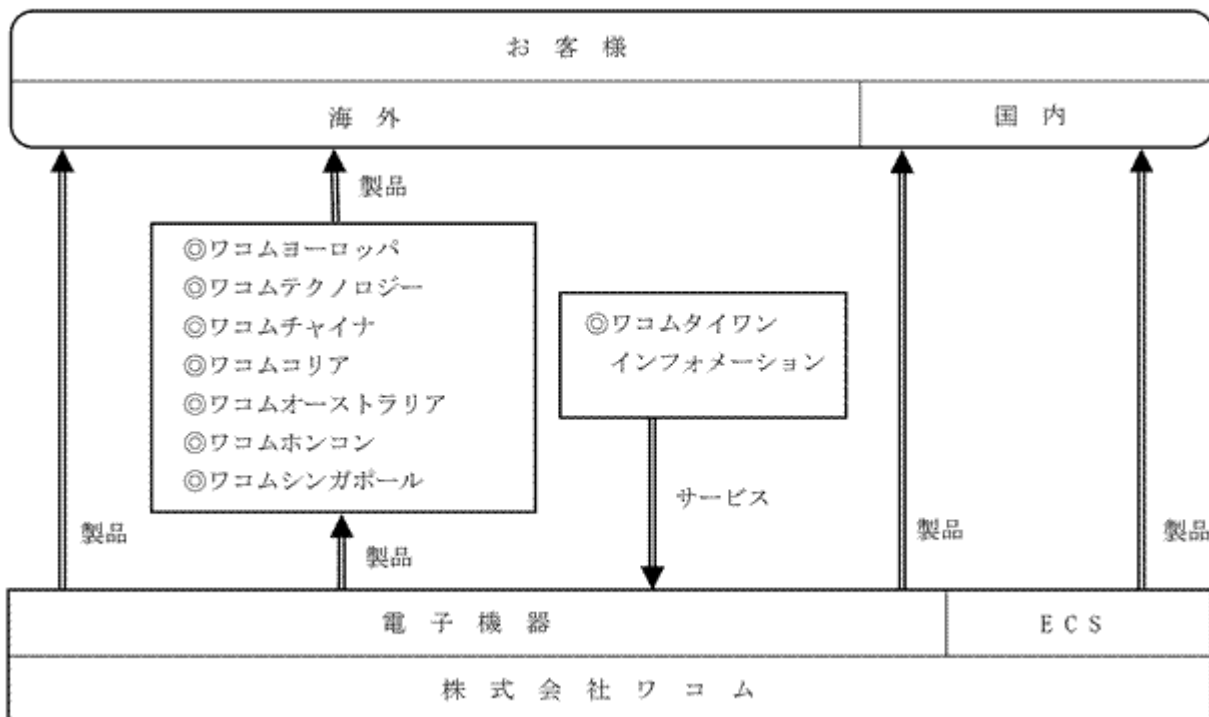 お客様
海外
国内
製品
◎ワコムヨーロッパ
◎ワコムテクノロジー
◎ワコムチャイナ
◎ワコムコリア
◎ワコムオーストラリア
◎ワコムホンコン
◎ワコムシンガポール
◎ワコムタイワン
インフォメーション
サービス
製品
製品
製品
製品
電子機器
ECS
株式会社ワコム